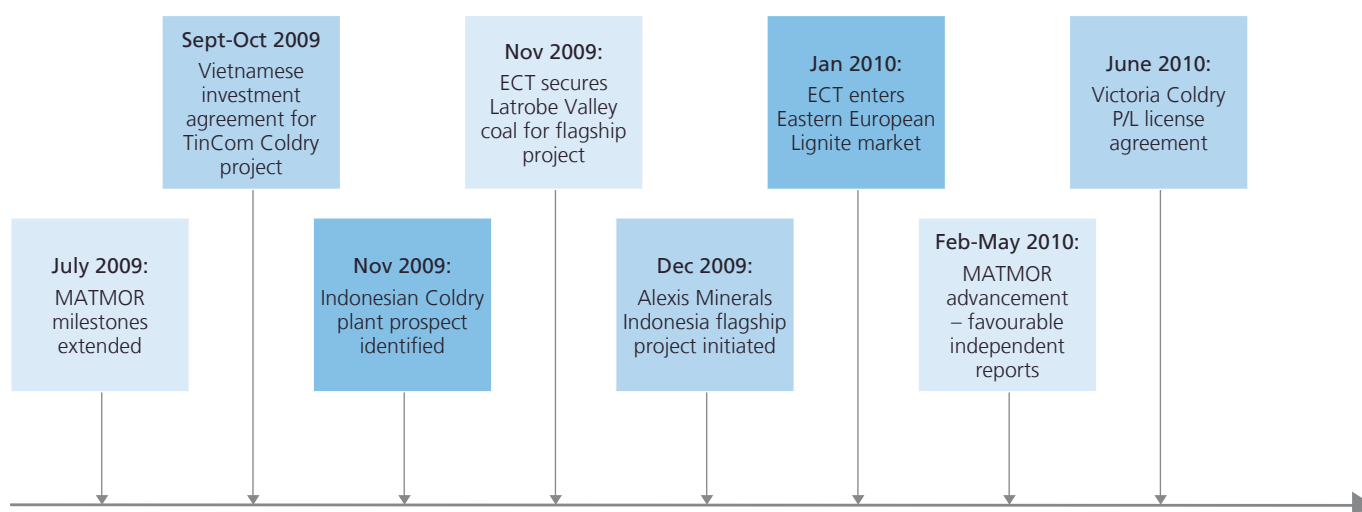 July 2009:
MATMOR
milestones
extended
Sept-Oct 2009
Vietnamese
investment
agreement for
TinCom Coldry
project
Nov 2009:
Indonesian Coldry
plant prospect
identified
Nov 2009:
ECT secures
Latrobe Valley
coal for flagship
project
Dec 2009:
Alexis Minerals
Indonesia flagship
project initiated
Jan 2010:
ECT enters
Eastern European
Lignite market
Feb-May 2010:
MATMOR
advancement
– favourable
independent
reports
June 2010:
Victoria Coldry
P/L license
agreement